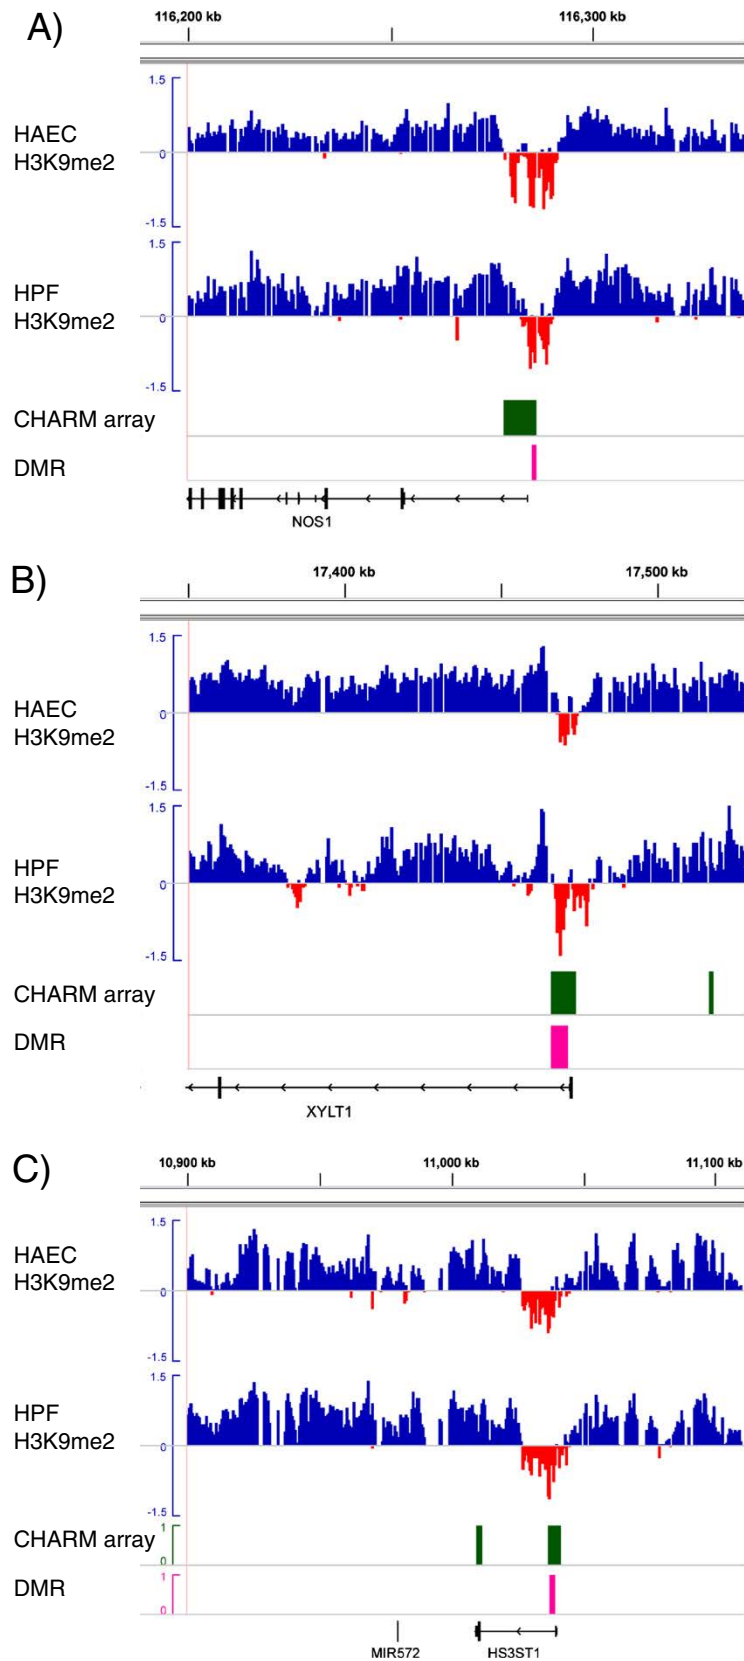 A)
116,200 kb 116,300 kb
1.5
HAEC
H3K9me2
0
-1.5
1.5
HPF
H3K9me2
0
-1.5
CHARM array
DMR
NOS1
B)
17,400 kb 17,500 kb
1.5
HAEC
H3K9me2
0
-1.5
1.5
HPF
H3K9me2
0
-1.5
CHARM array
DMR
XYLT1
C)
10,900 kb 11,000 kb 11,100 kb
1.5
HAEC
H3K9me2
0
-1.5
1.5
HPF
H3K9me2
0
-1.5
CHARM array
1
0
DMR
1
0
MIR572 HS3ST1